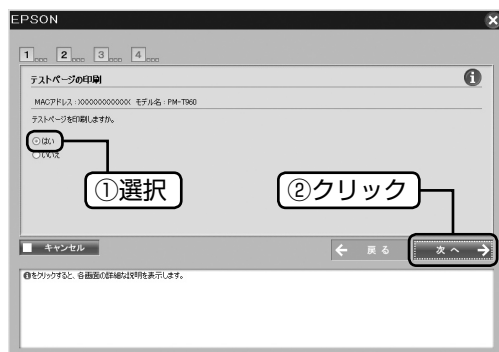 EPSON
1 2 3 4
テストページの印刷
MACアドレス:XXXXXXXXXXXX モデル名:PM-T960
テストページを印刷しますか。
はい
いいえ
①選択
②クリック
キャンセル
戻る
次へ
をクリックすると、各画面の詳細な説明を表示します。